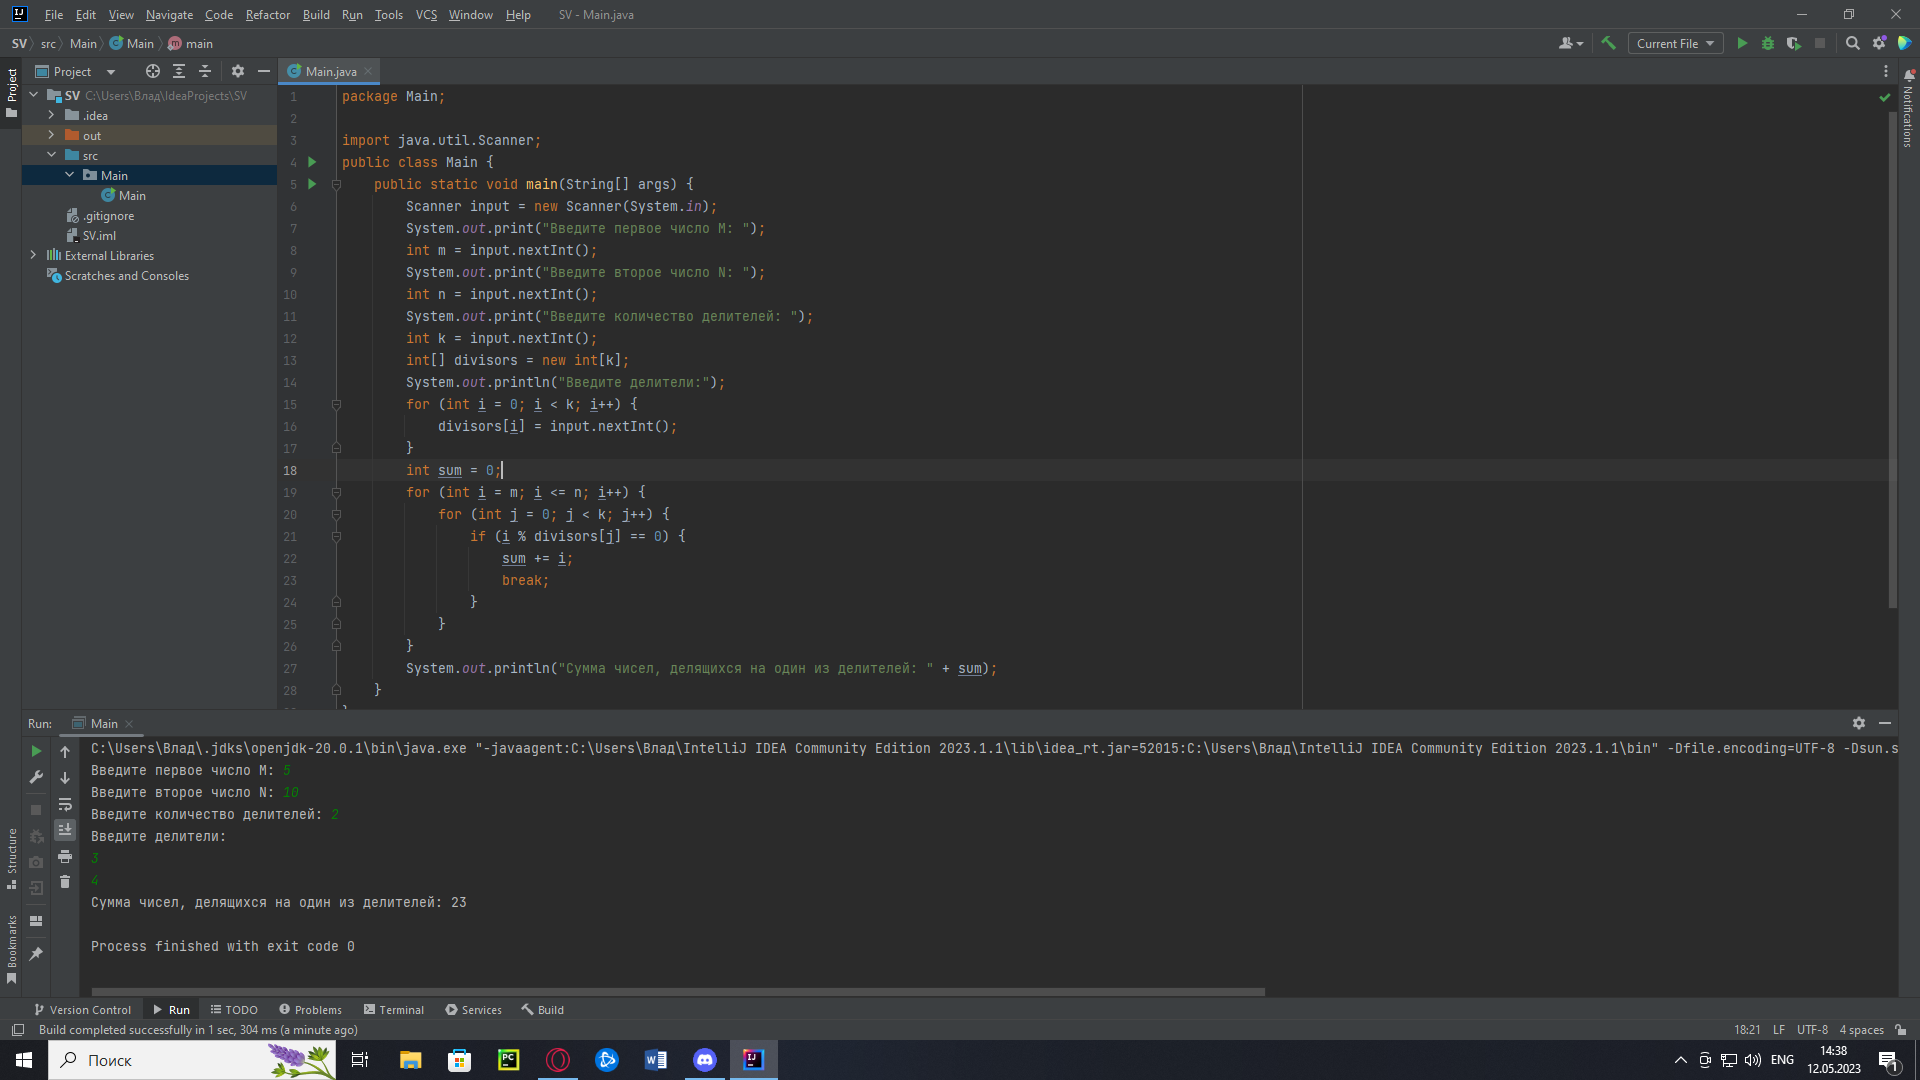 File Edit View Navigate Code Refactor Build Run Tools VCS Window Help SV - Main.java
SV src Main Main main
Current File
Project
Main.java
Project
SV C:\Users\Влад\IdeaProjects\SV
.idea
out
src
Main
Main
.gitignore
SV.iml
External Libraries
Scratches and Consoles
Notifications
1 package Main;
2
3 import java.util.Scanner;
4 public class Main {
5 public static void main(String[] args) {
6 Scanner input = new Scanner(System.in);
7 System.out.print("Введите первое число M: ");
8 int m = input.nextInt();
9 System.out.print("Введите второе число N: ");
10 int n = input.nextInt();
11 System.out.print("Введите количество делителей: ");
12 int k = input.nextInt();
13 int[] divisors = new int[k];
14 System.out.println("Введите делители:");
15 for (int i = 0; i < k; i++) {
16 divisors[i] = input.nextInt();
17 }
18 int sum = 0;
19 for (int i = m; i <= n; i++) {
20 for (int j = 0; j < k; j++) {
21 if (i % divisors[j] == 0) {
22 sum += i;
23 break;
24 }
25 }
26 }
27 System.out.println("Сумма чисел, делящихся на один из делителей: " + sum);
28 }
Run: Main
C:\Users\Влад\.jdks\openjdk-20.0.1\bin\java.exe "-javaagent:C:\Users\Влад\IntelliJ IDEA Community Edition 2023.1.1\lib\idea_rt.jar=52015:C:\Users\Влад\IntelliJ IDEA Community Edition 2023.1.1\bin" -Dfile.encoding=UTF-8 -Dsun.s
Введите первое число M: 5
Введите второе число N: 10
Введите количество делителей: 2
Введите делители:
3
4
Сумма чисел, делящихся на один из делителей: 23
Process finished with exit code 0
Structure
Bookmarks
Version Control Run TODO Problems Terminal Services Build
Build completed successfully in 1 sec, 304 ms (a minute ago)
18:21 LF UTF-8 4 spaces
Поиск
PC
W
IJ
ENG
14:38
12.05.2023
1